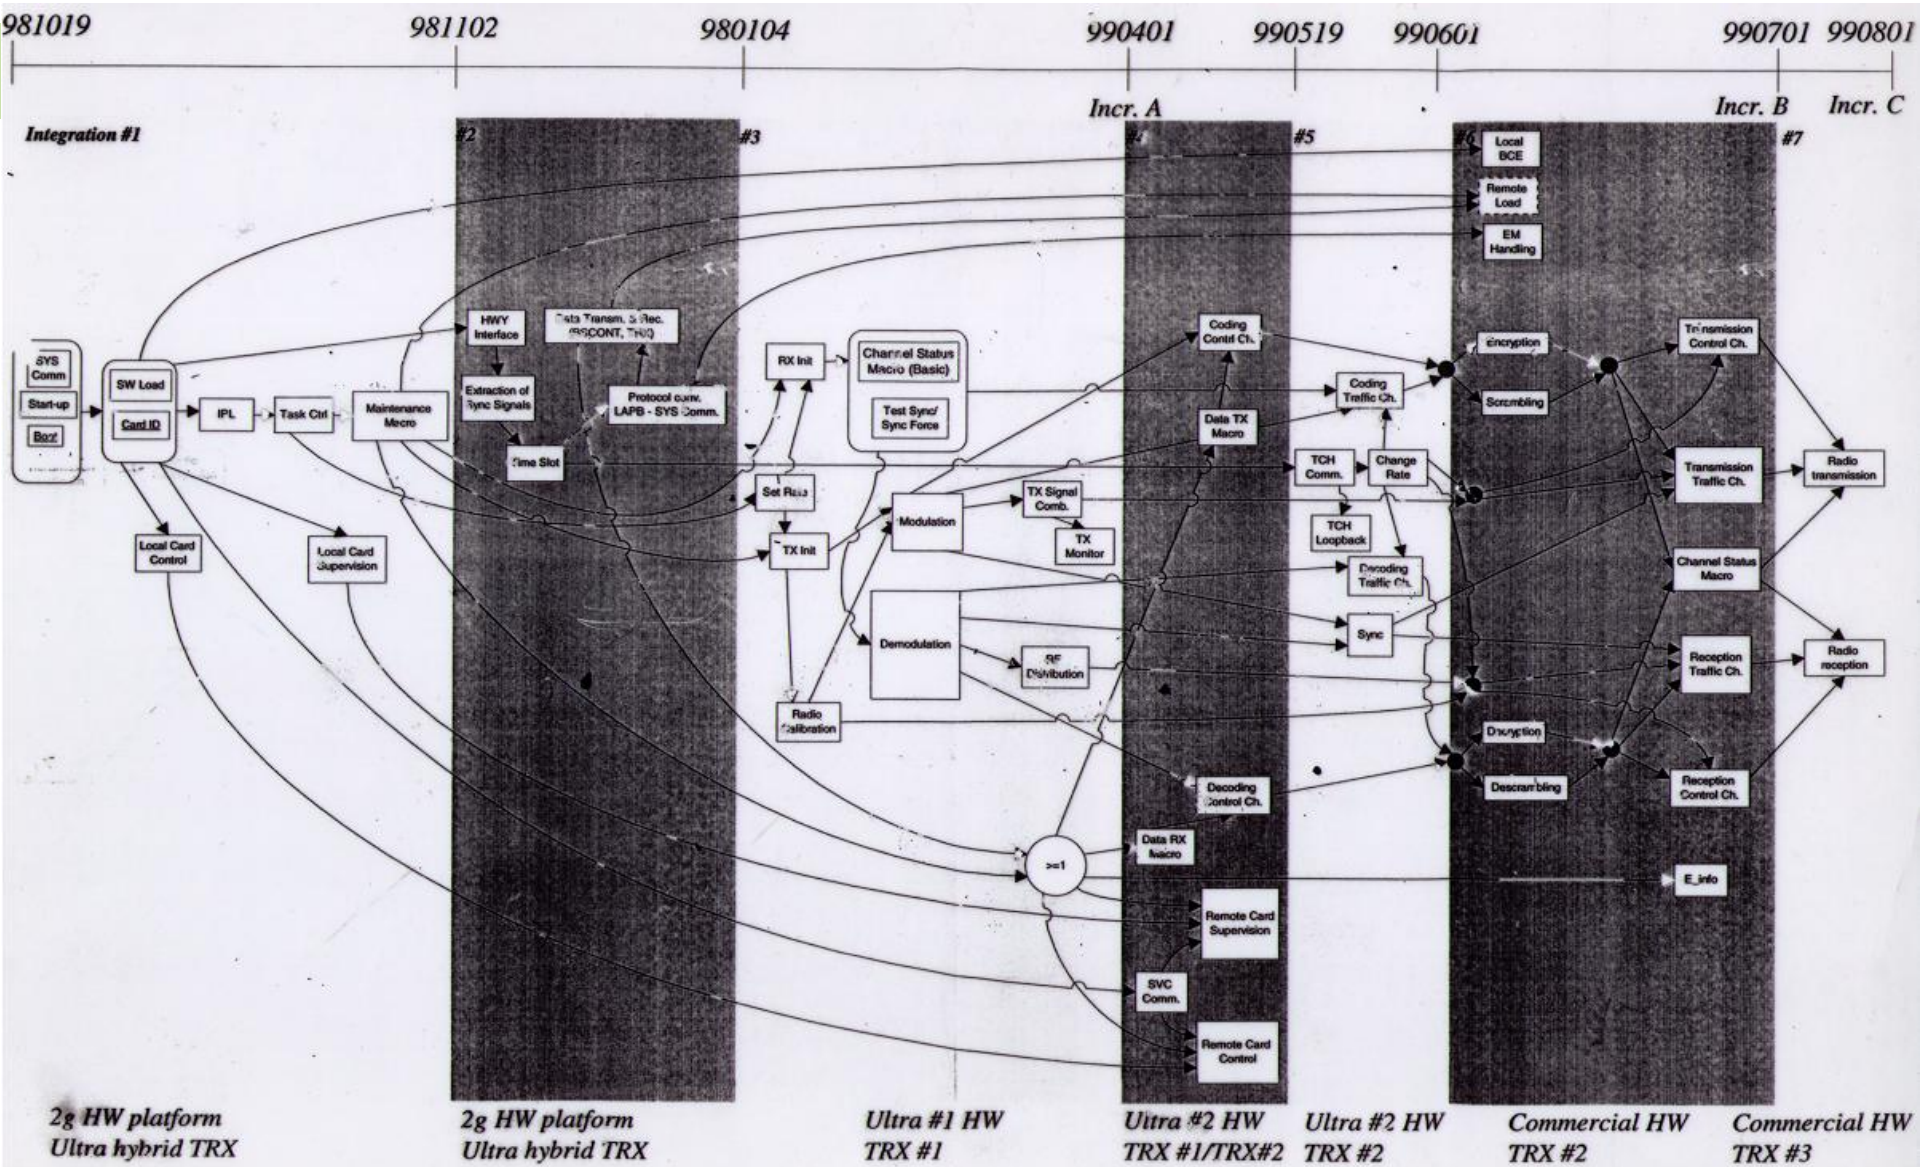 981019
981102
980104
990401
990519
990601
990701
990801
Incr. A
Incr. B
Incr. C
Integration #1
#2
#3
#4
#5
#6
#7
Local
BCE
Remote
Load
EM
Handling
SYS
Comm
Start-up
Boot
SW Load
Card ID
IPL
Task Ctrl
Maintenance
Macro
Local Card
Control
Local Card
Supervision
HWY
Interface
Extraction of
Sync Signals
Time Slot
Data Transm. & Rec.
(BSCONT, TRX)
Protocol conv.
LAPB - SYS Comm.
RX Init
Set Rate
TX Init
Radio
Calibration
Channel Status
Macro (Basic)
Test Sync/
Sync Force
Modulation
Demodulation
TX Signal
Comb.
TX
Monitor
RF
Distribution
>=1
Coding
Contrl Ch.
Data TX
Macro
Decoding
Control Ch.
Data RX
Macro
Remote Card
Supervision
SVC
Comm.
Remote Card
Control
Coding
Traffic Ch.
TCH
Comm.
Change
Rate
TCH
Loopback
Decoding
Traffic Ch.
Sync
Encryption
Scrambling
Decryption
Descrambling
Transmission
Control Ch.
Transmission
Traffic Ch.
Channel Status
Macro
Reception
Traffic Ch.
Reception
Control Ch.
E_info
Radio
transmission
Radio
reception
2g HW platform
Ultra hybrid TRX
2g HW platform
Ultra hybrid TRX
Ultra #1 HW
TRX #1
Ultra #2 HW
TRX #1/TRX#2
Ultra #2 HW
TRX #2
Commercial HW
TRX #2
Commercial HW
TRX #3